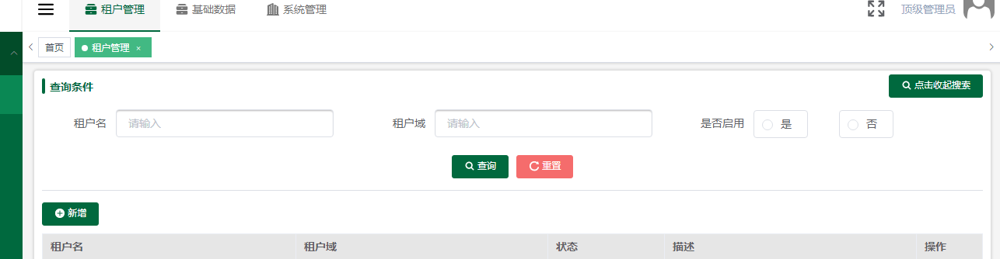 租户管理 基础数据 系统管理 顶级管理员
首页 租户管理 ×
查询条件 点击收起搜索
租户名 请输入 租户域 请输入 是否启用 是 否
查询 重置
新增
租户名 租户域 状态 描述 操作